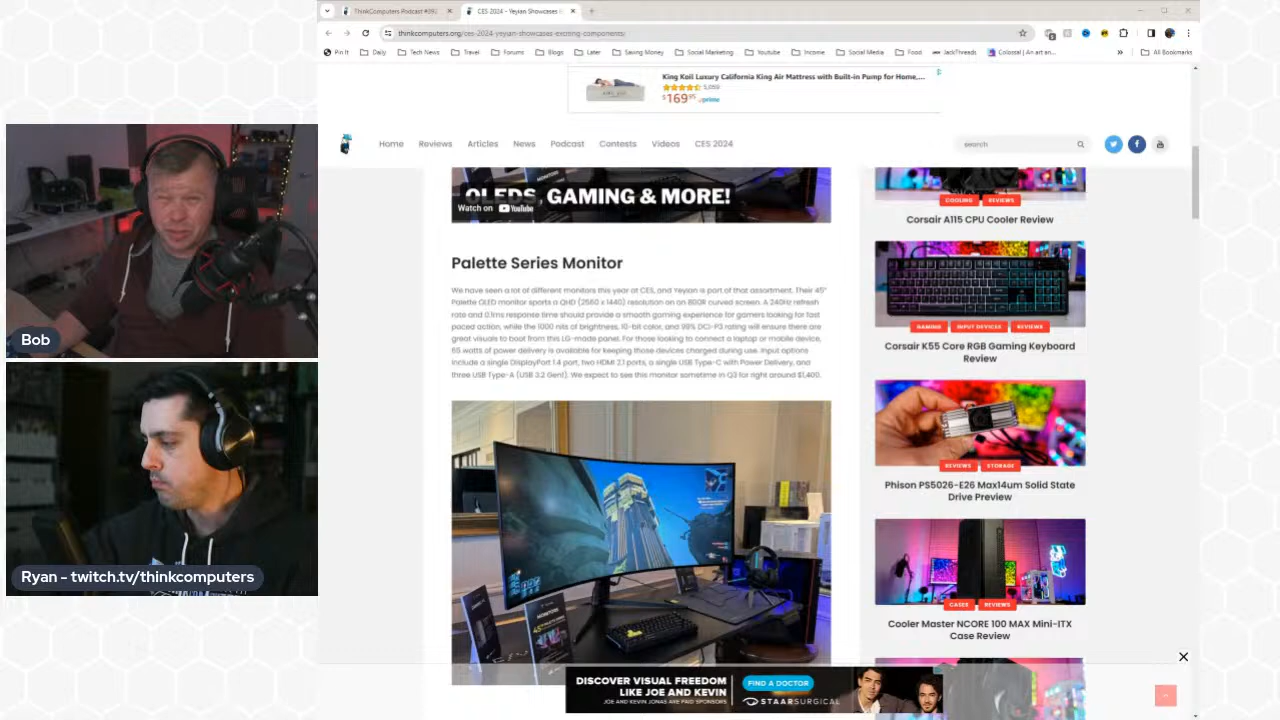 ThinkComputers Podcast #392
CES 2024 - Yeyian Showcases
thinkcomputers.org/ces-2024-yeyian-showcases-exciting-components/
Pin It
Daily
Tech News
Travel
Forums
Blogs
Later
Saving Money
Social Marketing
Youtube
Income
Social Media
Food
JackThreads
Colossal | An art an...
»
All Bookmarks
King Koil Luxury California King Air Mattress with Built-in Pump for Home,...
$169.95 prime
Home
Reviews
Articles
News
Podcast
Contests
Videos
CES 2024
search
OLEDS, GAMING & MORE!
Watch on YouTube
Palette Series Monitor
We have seen a lot of different monitors this year at CES, and Yeyian is part of that assortment. Their 45"
Palette OLED monitor sports a QHD (2560 x 1440) resolution on an 800R curved screen. A 240Hz refresh
rate and 0.1ms response time should provide a smooth gaming experience for gamers looking for fast
paced action, while the 1000 nits of brightness, 10-bit color, and 99% DCI-P3 rating will ensure there are
great visuals to boast from this LG-made panel. For those looking to connect a laptop or mobile device,
65 watts of power delivery is available for keeping those devices charged during use. Input options
include a single DisplayPort 1.4 port, two HDMI 2.1 ports, a single USB Type-C with Power Delivery, and
three USB Type-A (USB 3.2 Gen1). We expect to see this monitor sometime in Q3 for right around $1,400.
COOLING
REVIEWS
Corsair A115 CPU Cooler Review
GAMING
INPUT DEVICES
REVIEWS
Corsair K55 Core RGB Gaming Keyboard
Review
REVIEWS
STORAGE
Phison PS5026-E26 Max14um Solid State
Drive Preview
CASES
REVIEWS
Cooler Master NCORE 100 MAX Mini-ITX
Case Review
DISCOVER VISUAL FREEDOM
LIKE JOE AND KEVIN
JOE AND KEVIN JONAS ARE PAID SPONSORS
FIND A DOCTOR
STAAR SURGICAL
Bob
Ryan - twitch.tv/thinkcomputers